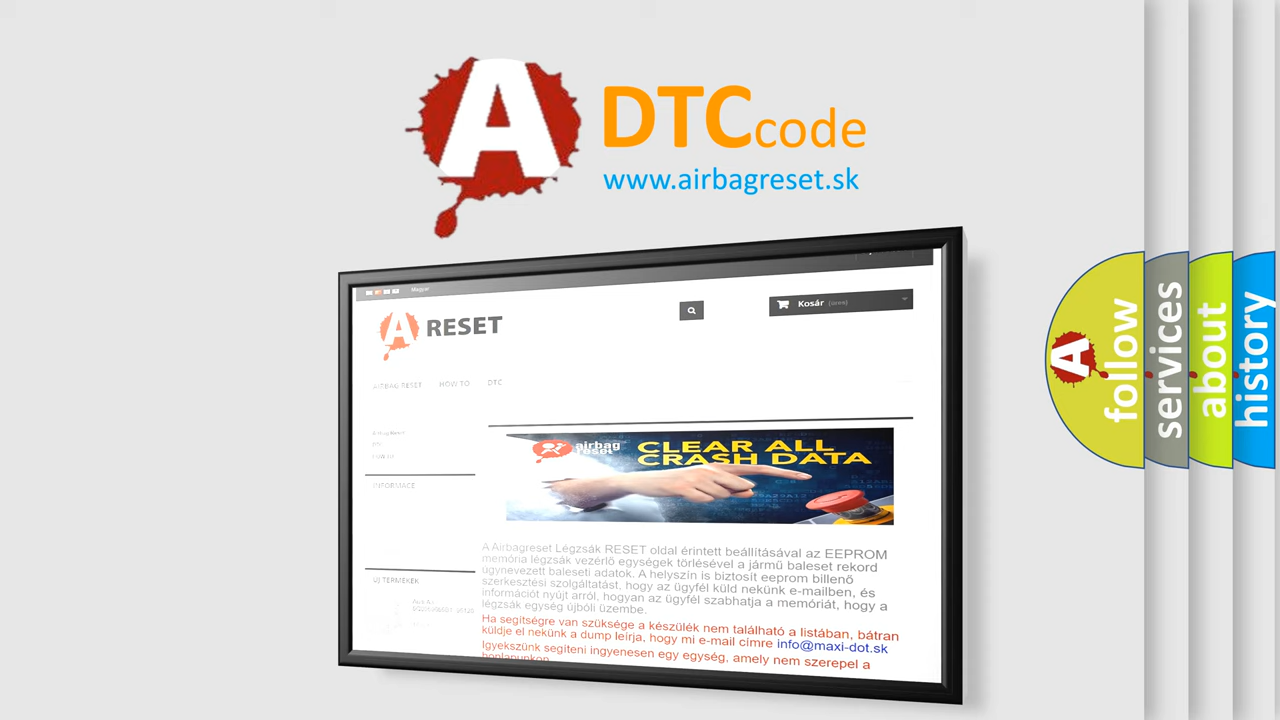 A
DTCcode
www.airbagreset.sk
Magyar
A RESET
Kosár (üres)
AIRBAG RESET HOW TO DTC
INFORMACE
airbag
reset
CLEAR ALL
CRASH DATA
A Airbagreset Légzsák RESET oldal érintett beállításával az EEPROM
memória légzsák vezérlő egységek törlésével a jármű baleset rekord
úgynevezett baleseti adatok. A helyszín is biztosít eeprom billenő
szerkesztési szolgáltatást, hogy az ügyfél küld nekünk e-mailben, és
információt nyújt arról, hogyan az ügyfél szabhatja a memóriát, hogy a
légzsák egység újbóli üzembe.
Ha segítségre van szüksége a készülék nem található a listában, bátran
küldje el nekünk a dump leírja, hogy mi e-mail címre info@maxi-dot.sk
Igyekszünk segíteni ingyenesen egy egység, amely nem szerepel a
honlapunkon
ÚJ TERMÉKEK
A
follow
services
about
history